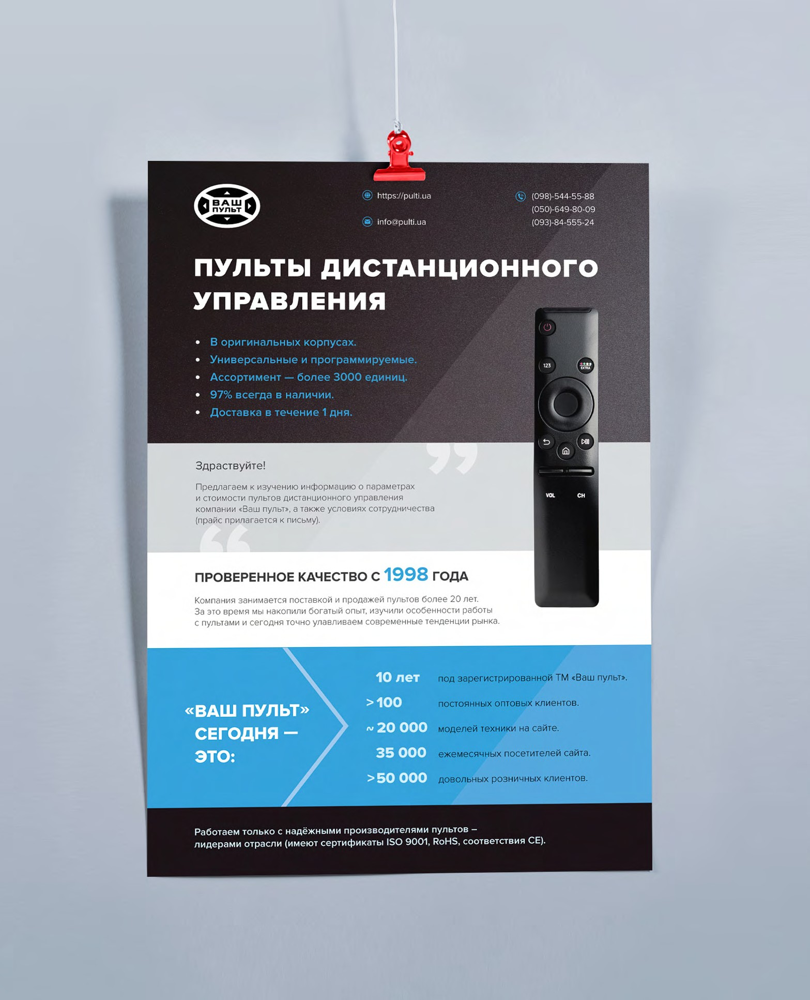 ВАШ
ПУЛЬТ
https://pulti.ua
info@pulti.ua
(098)-544-55-88
(050)-649-80-09
(093)-84-555-24
ПУЛЬТЫ ДИСТАНЦИОННОГО
УПРАВЛЕНИЯ
• В оригинальных корпусах.
• Универсальные и программируемые.
• Ассортимент — более 3000 единиц.
• 97% всегда в наличии.
• Доставка в течение 1 дня.
123
EXTRA
VOL CH
Здраствуйте!
Предлагаем к изучению информацию о параметрах
и стоимости пультов дистанционного управления
компании «Ваш пульт», а также условиях сотрудничества
(прайс прилагается к письму).
ПРОВЕРЕННОЕ КАЧЕСТВО С 1998 ГОДА
Компания занимается поставкой и продажей пультов более 20 лет.
За это время мы накопили богатый опыт, изучили особенности работы
с пультами и сегодня точно улавливаем современные тенденции рынка.
«ВАШ ПУЛЬТ»
СЕГОДНЯ —
ЭТО:
10 лет под зарегистрированной ТМ «Ваш пульт».
>100 постоянных оптовых клиентов.
~ 20 000 моделей техники на сайте.
35 000 ежемесячных посетителей сайта.
>50 000 довольных розничных клиентов.
Работаем только с надёжными производителями пультов –
лидерами отрасли (имеют сертификаты ISO 9001, RoHS, соответствия CE).